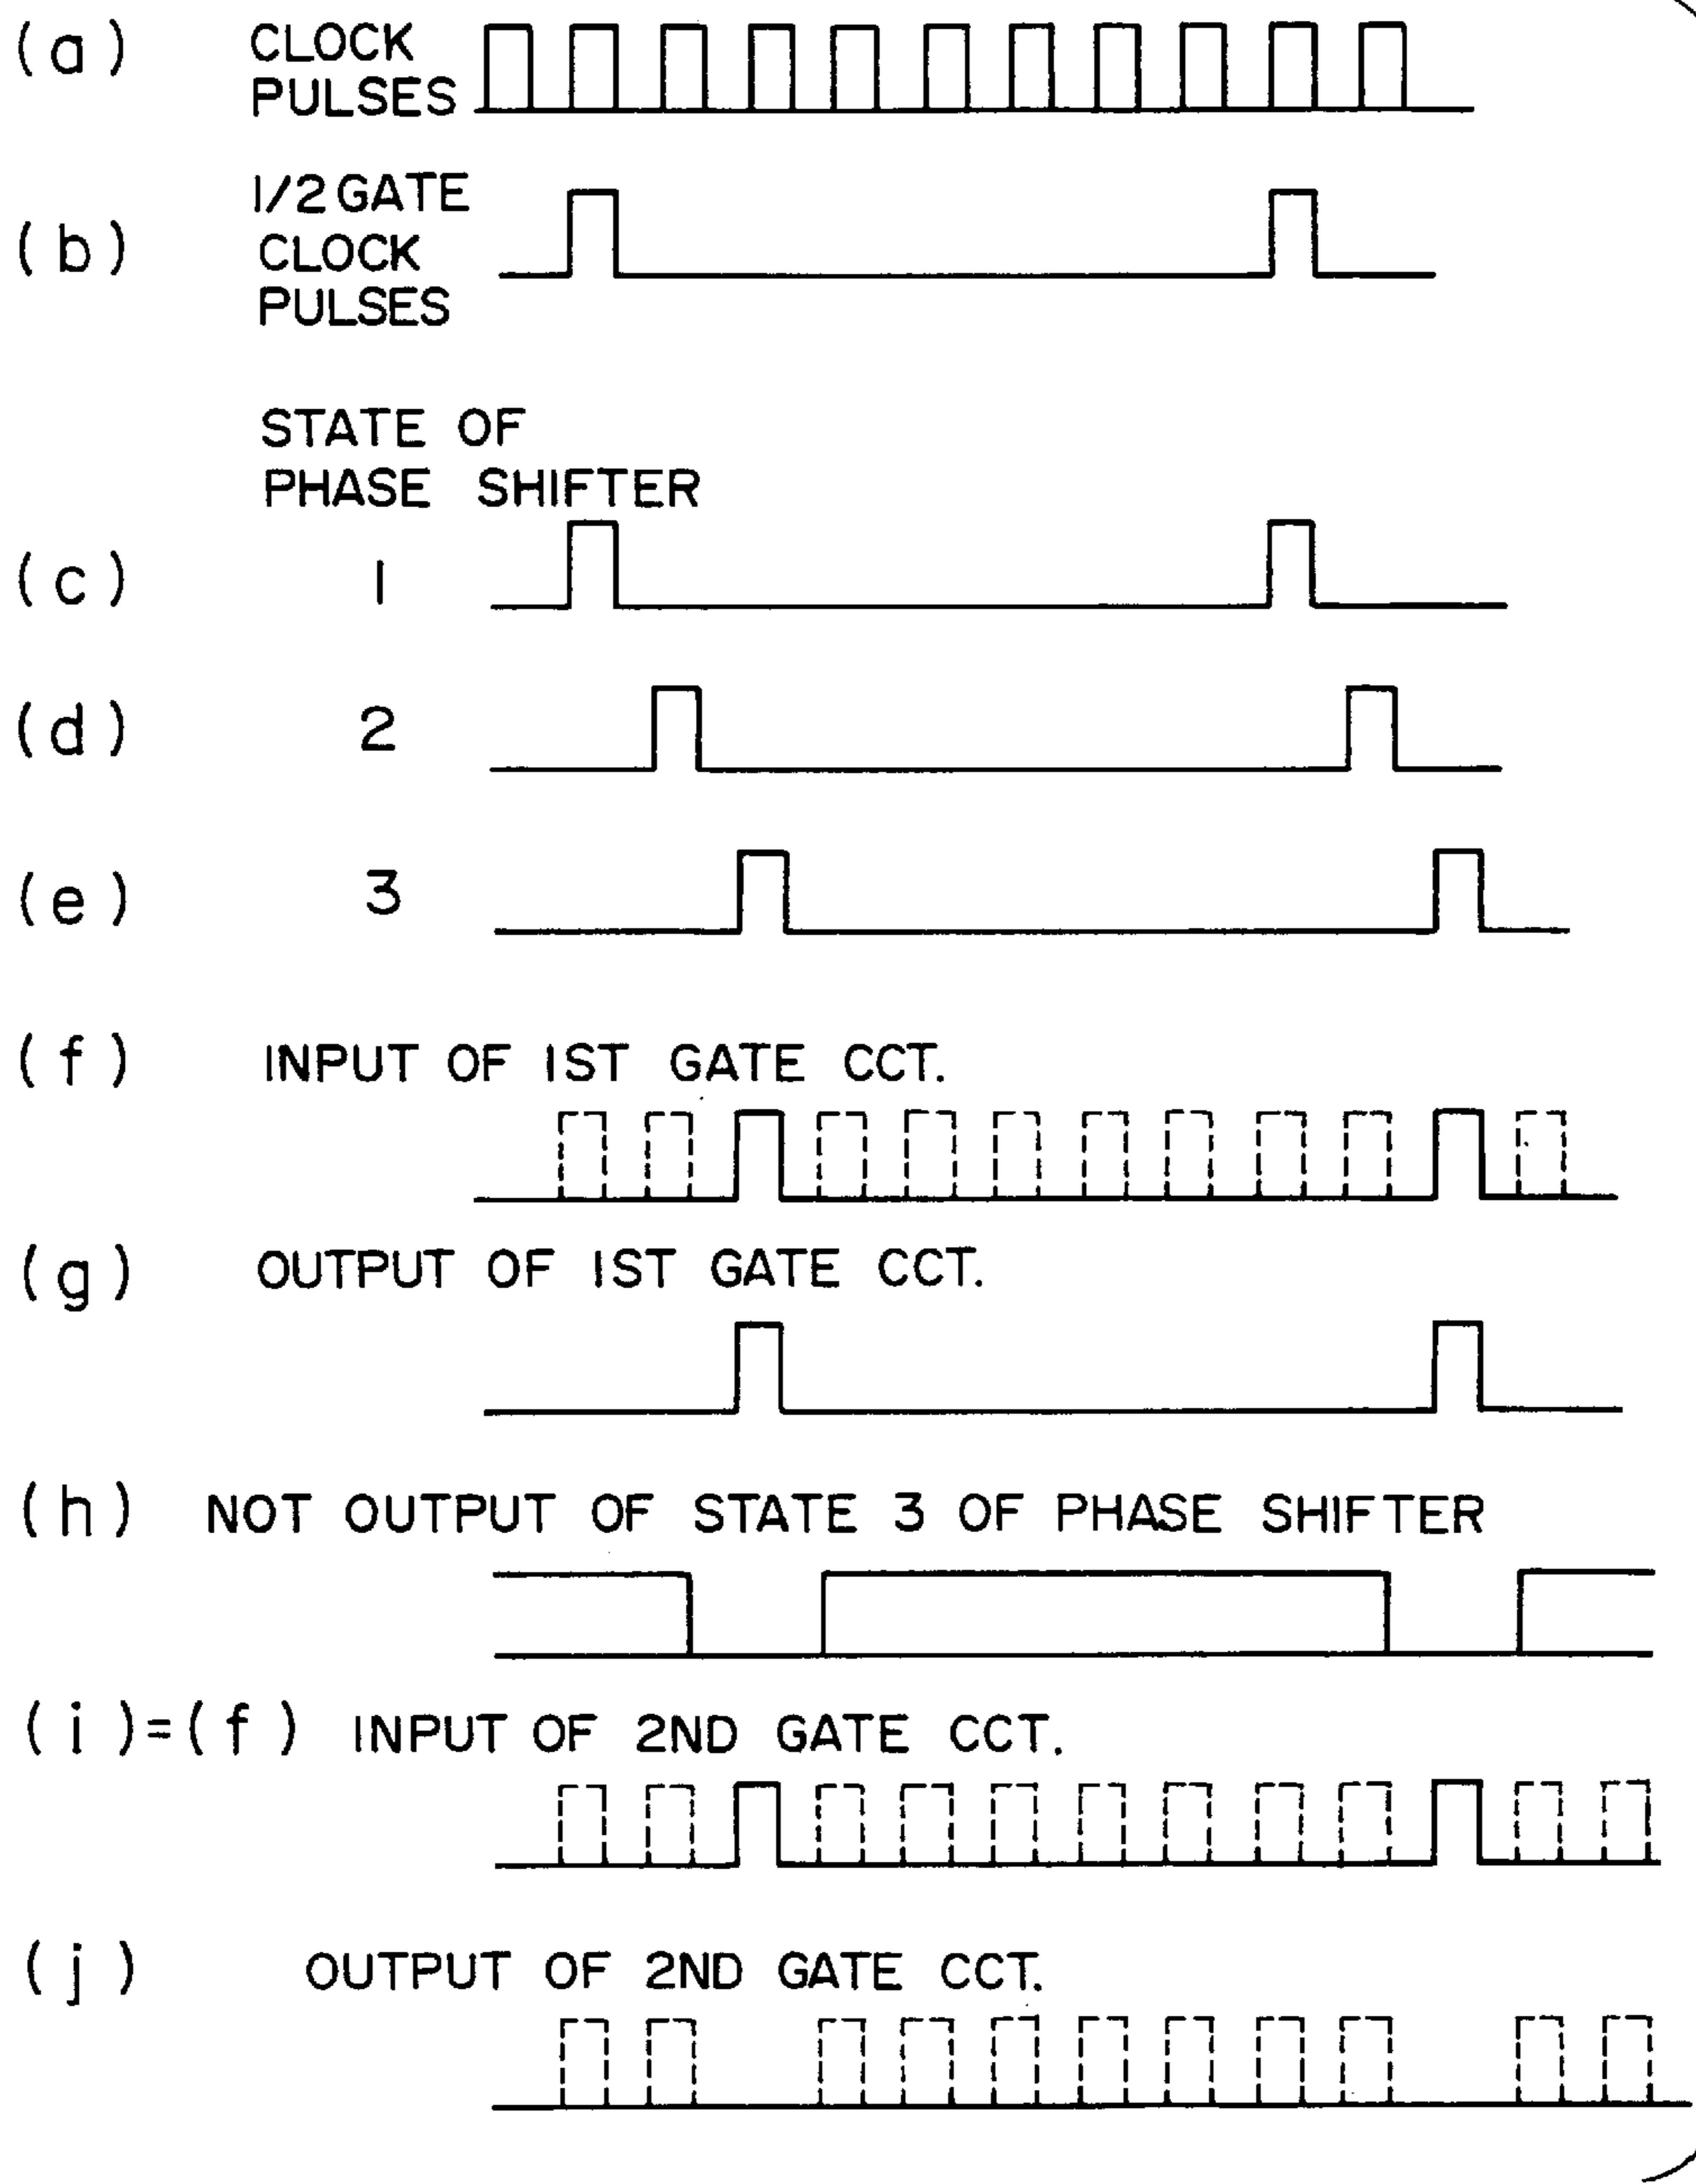 (a) CLOCK
PULSES
1/2 GATE
(b) CLOCK
PULSES
STATE OF
PHASE SHIFTER
(c) 1
(d) 2
(e) 3
(f) INPUT OF 1ST GATE CCT.
(g) OUTPUT OF 1ST GATE CCT.
(h) NOT OUTPUT OF STATE 3 OF PHASE SHIFTER
(i)=(f) INPUT OF 2ND GATE CCT.
(j) OUTPUT OF 2ND GATE CCT.